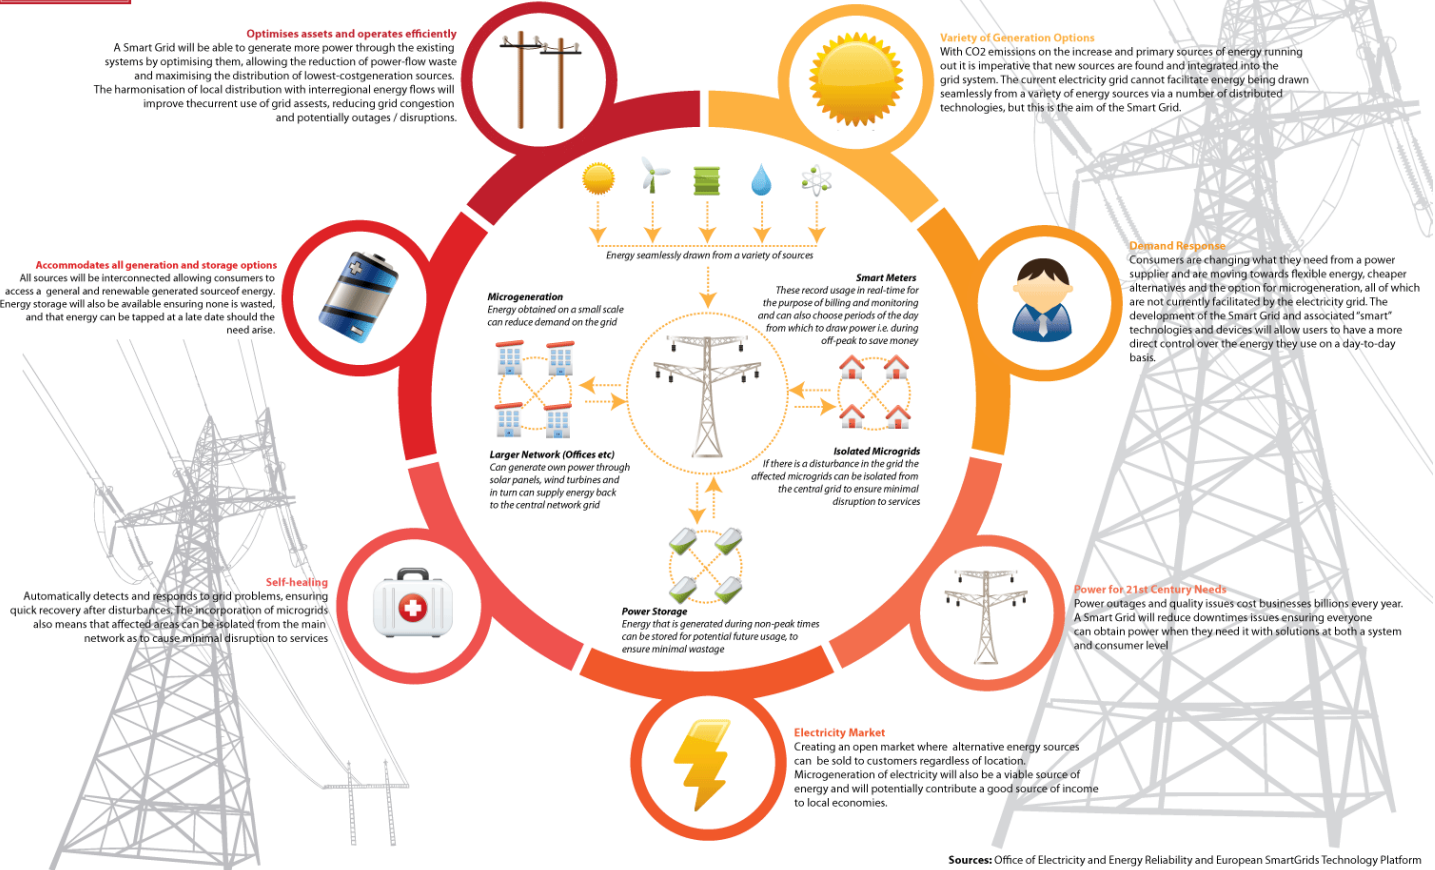 Optimises assets and operates efficiently
A Smart Grid will be able to generate more power through the existing
systems by optimising them, allowing the reduction of power-flow waste
and maximising the distribution of lowest-costgeneration sources.
The harmonisation of local distribution with interregional energy flows will
improve thecurrent use of grid assests, reducing grid congestion
and potentially outages / disruptions.
Variety of Generation Options
With CO2 emissions on the increase and primary sources of energy running
out it is imperative that new sources are found and integrated into the
grid system. The current electricity grid cannot facilitate energy being drawn
seamlessly from a variety of energy sources via a number of distributed
technologies, but this is the aim of the Smart Grid.
Accommodates all generation and storage options
All sources will be interconnected allowing consumers to
access a general and renewable generated sourceof energy.
Energy storage will also be available ensuring none is wasted,
and that energy can be tapped at a late date should the
need arise.
Demand Response
Consumers are changing what they need from a power
supplier and are moving towards flexible energy, cheaper
alternatives and the option for microgeneration, all of which
are not currently facilitated by the electricity grid. The
development of the Smart Grid and associated "smart"
technologies and devices will allow users to have a more
direct control over the energy they use on a day-to-day
basis.
Energy seamlessly drawn from a variety of sources
Microgeneration
Energy obtained on a small scale
can reduce demand on the grid
Smart Meters
These record usage in real-time for
the purpose of billing and monitoring
and can also choose periods of the day
from which to draw power i.e. during
off-peak to save money
Larger Network (Offices etc)
Can generate own power through
solar panels, wind turbines and
in turn can supply energy back
to the central network grid
Isolated Microgrids
If there is a disturbance in the grid the
affected microgrids can be isolated from
the central grid to ensure minimal
disruption to services
Power Storage
Energy that is generated during non-peak times
can be stored for potential future usage, to
ensure minimal wastage
Self-healing
Automatically detects and responds to grid problems, ensuring
quick recovery after disturbances. The incorporation of microgrids
also means that affected areas can be isolated from the main
network as to cause minimal disruption to services
Power for 21st Century Needs
Power outages and quality issues cost businesses billions every year.
A Smart Grid will reduce downtimes issues ensuring everyone
can obtain power when they need it with solutions at both a system
and consumer level
Electricity Market
Creating an open market where alternative energy sources
can be sold to customers regardless of location.
Microgeneration of electricity will also be a viable source of
energy and will potentially contribute a good source of income
to local economies.
Sources: Office of Electricity and Energy Reliability and European SmartGrids Technology Platform